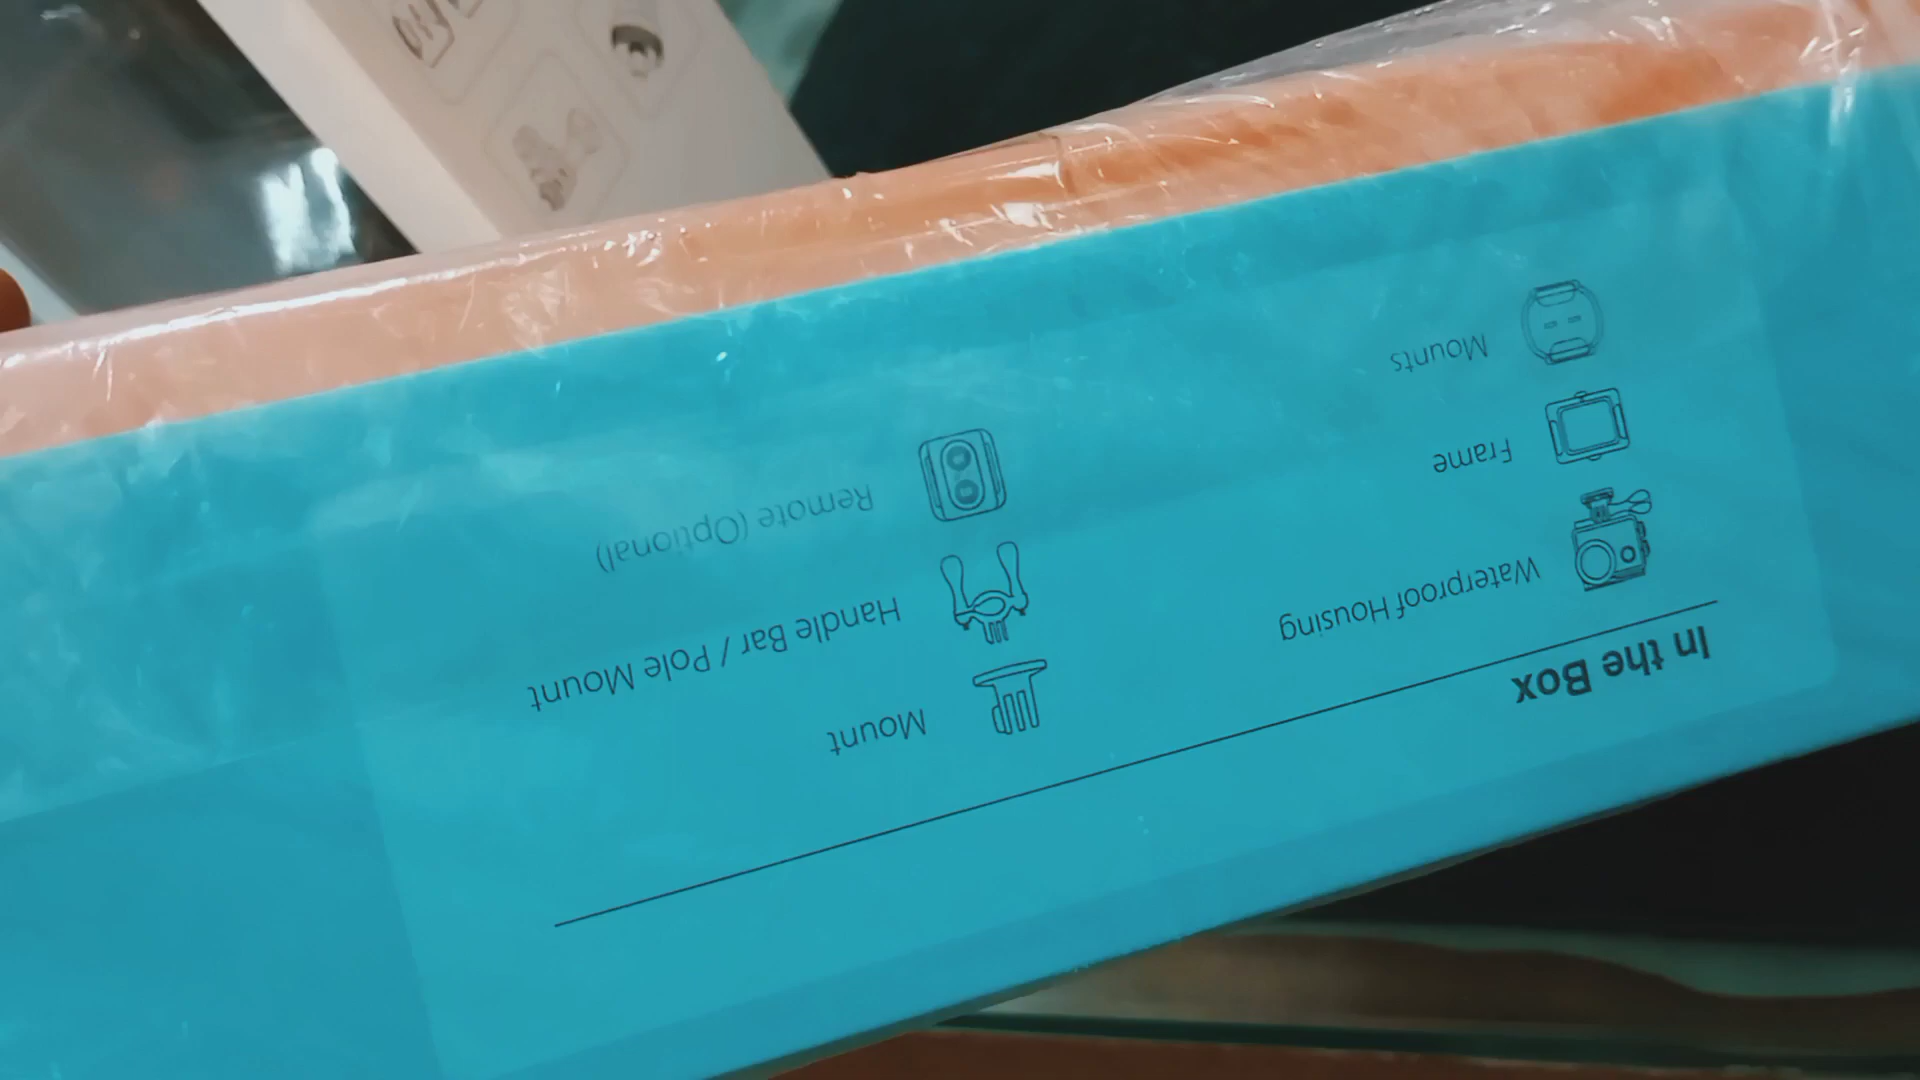 In the Box
Waterproof Housing
Frame
Mounts
Mount
Handle Bar / Pole Mount
Remote (Optional)